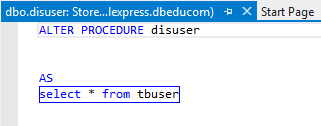 dbo.disuser: Store...lexpress.dbeducom) Start Page
ALTER PROCEDURE disuser
AS
select * from tbuser